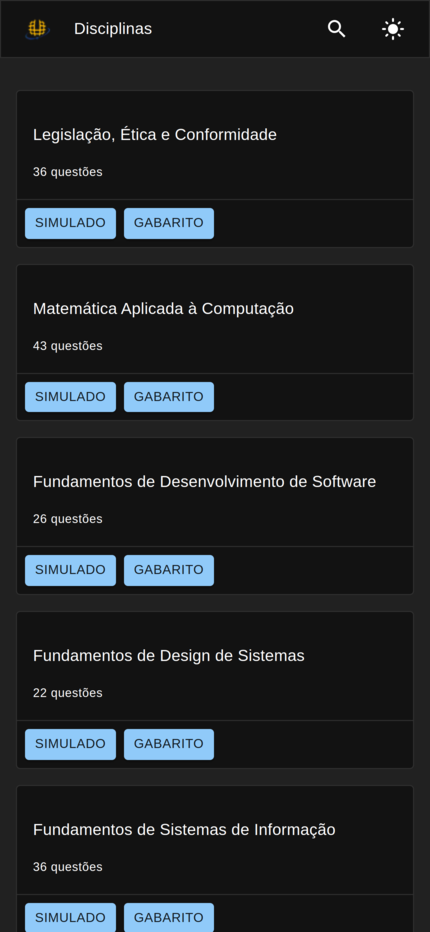 Disciplinas
Legislação, Ética e Conformidade
36 questões
SIMULADO GABARITO
Matemática Aplicada à Computação
43 questões
SIMULADO GABARITO
Fundamentos de Desenvolvimento de Software
26 questões
SIMULADO GABARITO
Fundamentos de Design de Sistemas
22 questões
SIMULADO GABARITO
Fundamentos de Sistemas de Informação
36 questões
SIMULADO GABARITO